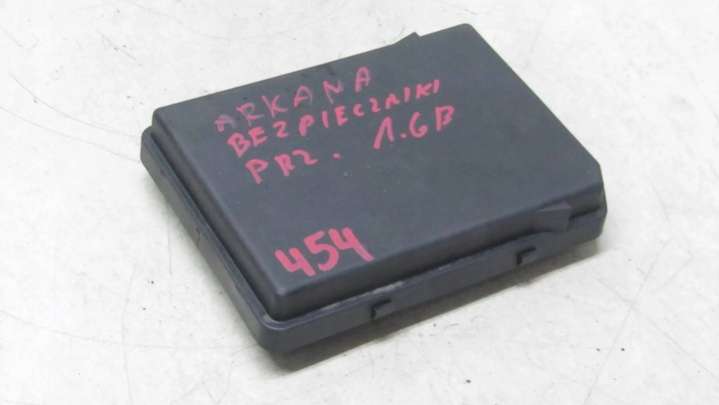 ARKANA
BEZPIECZNIKI
PRZ. 1.6B
454